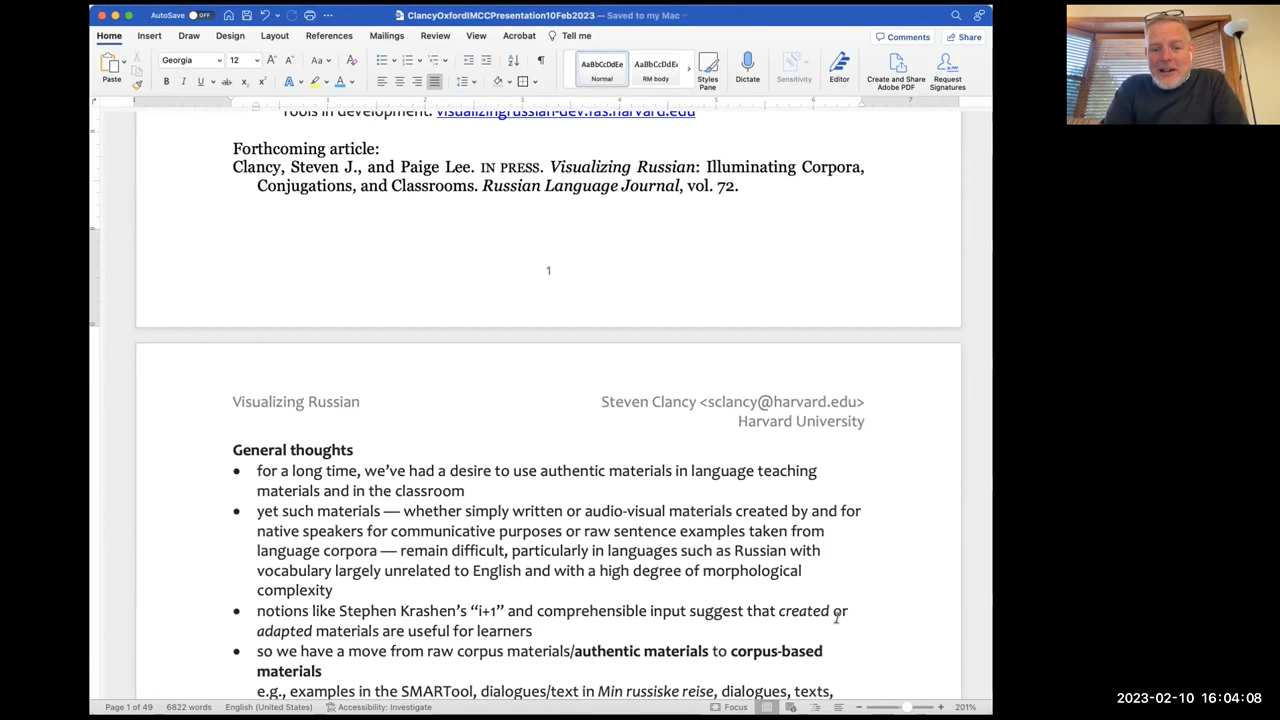 AutoSave OFF
ClancyOxfordIMCCPresentation10Feb2023 — Saved to my Mac
Home Insert Draw Design Layout References Mailings Review View Acrobat Tell me Comments Share
Georgia 12 Aa
AaBbCcDdEe AaBbCcDdEe
Paste Normal RM body Styles Pane Dictate Sensitivity Editor Create and Share Adobe PDF Request Signatures
Tools in development: visualizingrussian-dev.fas.harvard.edu
Forthcoming article:
Clancy, Steven J., and Paige Lee. IN PRESS. Visualizing Russian: Illuminating Corpora,
Conjugations, and Classrooms. Russian Language Journal, vol. 72.
1
Visualizing Russian Steven Clancy <sclancy@harvard.edu>
Harvard University
General thoughts
• for a long time, we've had a desire to use authentic materials in language teaching
materials and in the classroom
• yet such materials — whether simply written or audio-visual materials created by and for
native speakers for communicative purposes or raw sentence examples taken from
language corpora — remain difficult, particularly in languages such as Russian with
vocabulary largely unrelated to English and with a high degree of morphological
complexity
• notions like Stephen Krashen's "i+1" and comprehensible input suggest that created or
adapted materials are useful for learners
• so we have a move from raw corpus materials/authentic materials to corpus-based
materials
e.g., examples in the SMARTool, dialogues/text in Min russiske reise, dialogues, texts,
Page 1 of 49 6822 words English (United States) Accessibility: Investigate Focus 201%
2023-02-10 16:04:08